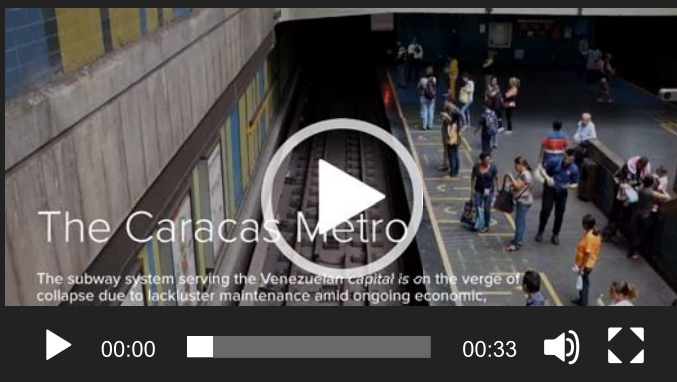 The Caracas Metro
The subway system serving the Venezuelan capital is on the verge of
collapse due to lackluster maintenance amid ongoing economic,
00:00
00:33